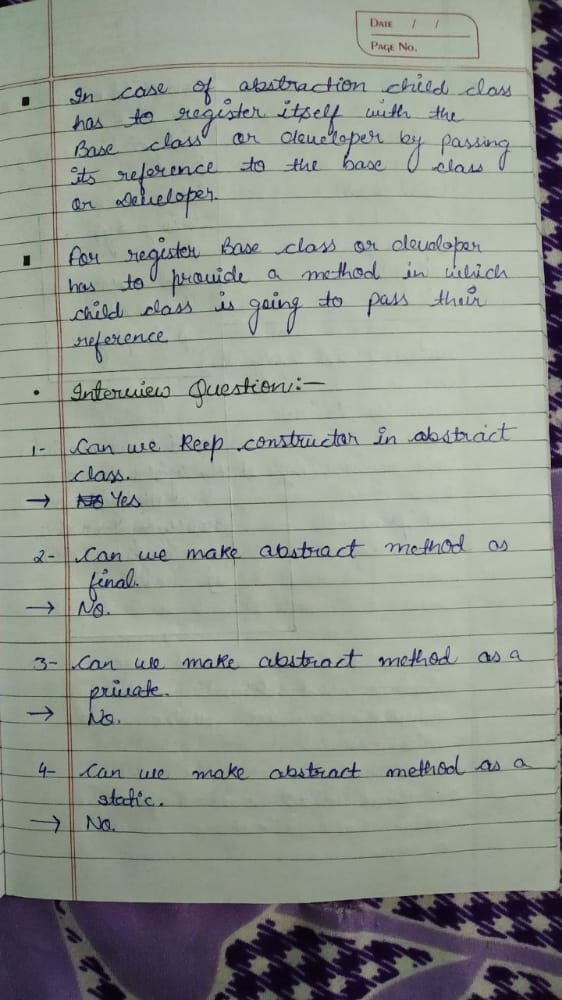 DATE / /
PAGE NO.
▪ In case of abstraction child class
has to register itself with the
Base class or developer by passing
its reference to the base class
or Developer.
▪ For register Base class or developer
has to provide a method in which
child class is going to pass their
reference
• Interview Question:—
1- Can we Keep constructor in abstract
class.
→ No Yes
2- Can we make abstract method as
final.
→ No.
3- Can we make abstract method as a
private.
→ No.
4- Can we make abstract method as a
static.
→ No.